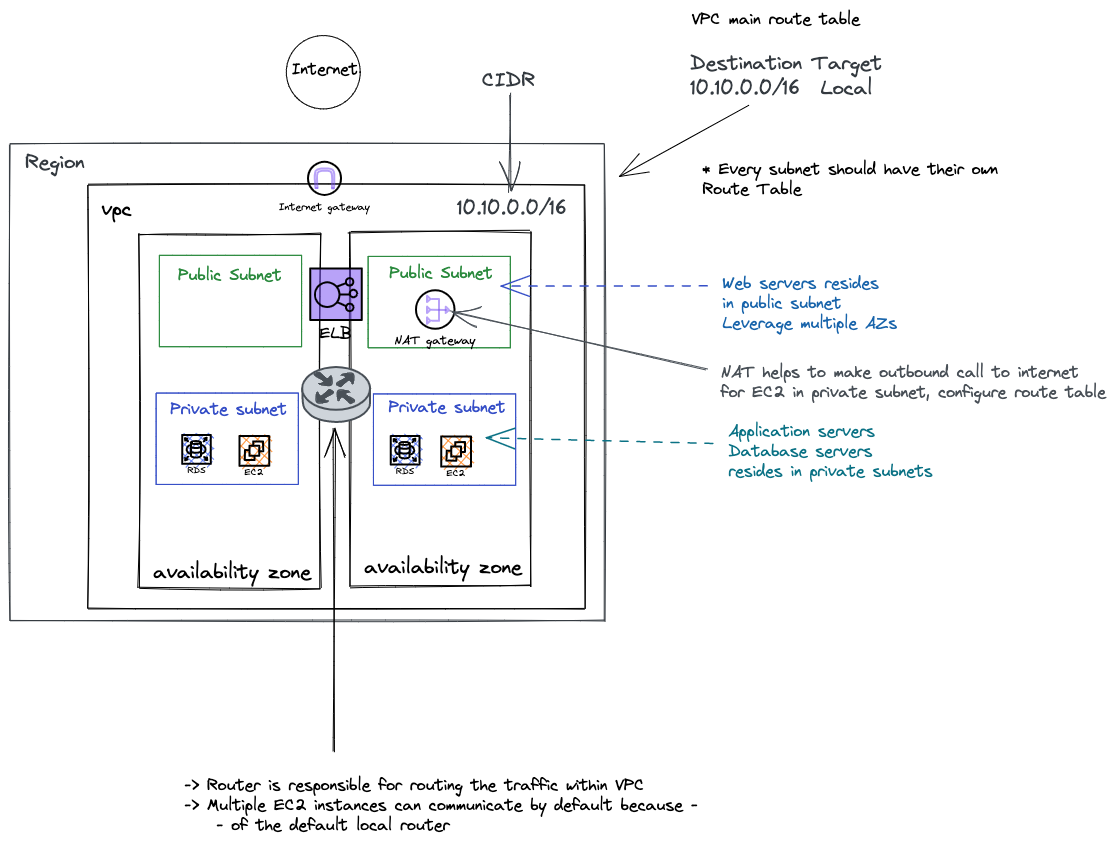 VPC main route table
Internet
Destination Target
10.10.0.0/16 Local
CIDR
Region
* Every subnet should have their own
Route Table
Internet gateway
vpc
10.10.0.0/16
Public Subnet
Public Subnet
ELB
NAT gateway
Web servers resides
in public subnet
Leverage multiple AZs
NAT helps to make outbound call to internet
for EC2 in private subnet, configure route table
Private subnet
Private subnet
RDS
EC2
RDS
EC2
Application servers
Database servers
resides in private subnets
availability zone
availability zone
-> Router is responsible for routing the traffic within VPC
-> Multiple EC2 instances can communicate by default because -
- of the default local router